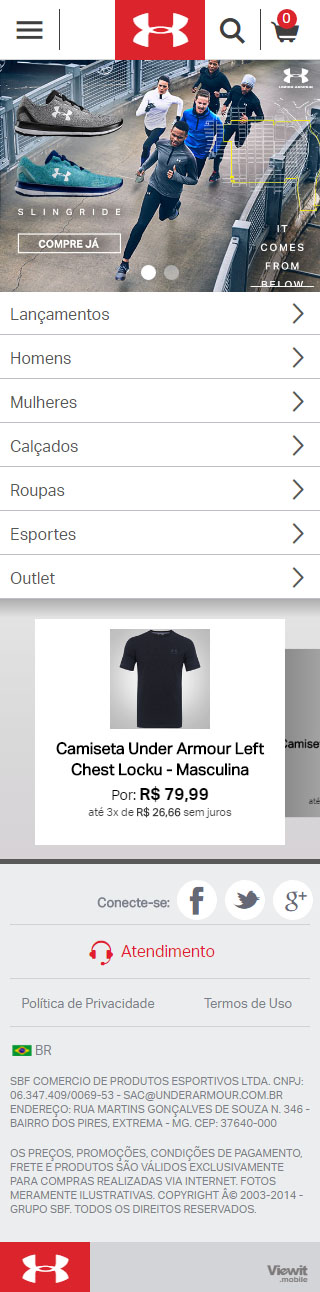 0
UNDER ARMOUR
SLINGRIDE
COMPRE JÁ
IT
COMES
FROM
BELOW
Lançamentos
Homens
Mulheres
Calçados
Roupas
Esportes
Outlet
Camiseta Under Armour Left
Chest Locku - Masculina
Por: R$ 79,99
até 3x de R$ 26,66 sem juros
Camiset
até
Conecte-se:
Atendimento
Política de Privacidade
Termos de Uso
BR
SBF COMERCIO DE PRODUTOS ESPORTIVOS LTDA. CNPJ:
06.347.409/0069-53 - SAC@UNDERARMOUR.COM.BR
ENDEREÇO: RUA MARTINS GONÇALVES DE SOUZA N. 346 -
BAIRRO DOS PIRES, EXTREMA - MG. CEP: 37640-000
OS PREÇOS, PROMOÇÕES, CONDIÇÕES DE PAGAMENTO,
FRETE E PRODUTOS SÃO VÁLIDOS EXCLUSIVAMENTE
PARA COMPRAS REALIZADAS VIA INTERNET. FOTOS
MERAMENTE ILUSTRATIVAS. COPYRIGHT Â© 2003-2014 -
GRUPO SBF. TODOS OS DIREITOS RESERVADOS.
Viewit
.mobile